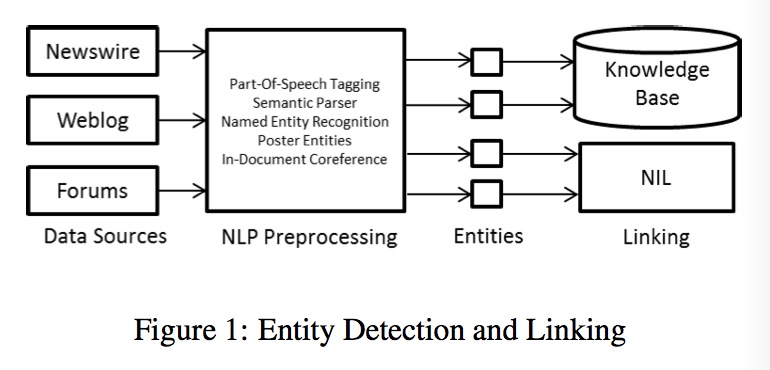 Newswire
Weblog
Forums
Data Sources
Part-Of-Speech Tagging
Semantic Parser
Named Entity Recognition
Poster Entities
In-Document Coreference
NLP Preprocessing
Entities
Knowledge
Base
NIL
Linking
Figure 1: Entity Detection and Linking